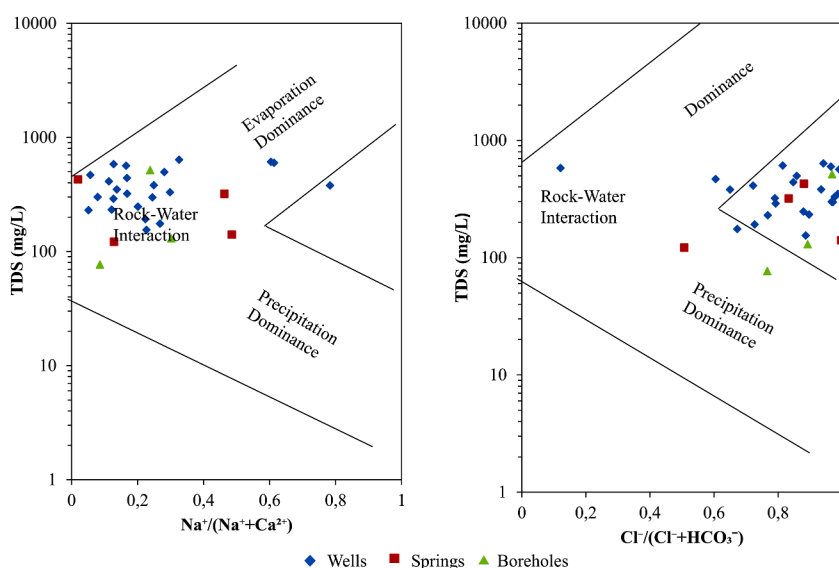 10000
1000
100
10
1
TDS (mg/L)
0
0,2
0,4
0,6
0,8
1
Na⁺/(Na⁺+Ca²⁺)
Evaporation
Dominance
Rock-Water
Interaction
Precipitation
Dominance
10000
1000
100
10
1
TDS (mg/L)
0
0,2
0,4
0,6
0,8
Cl⁻/(Cl⁻+HCO₃⁻)
Dominance
Rock-Water
Interaction
Precipitation
Dominance
Wells
Springs
Boreholes